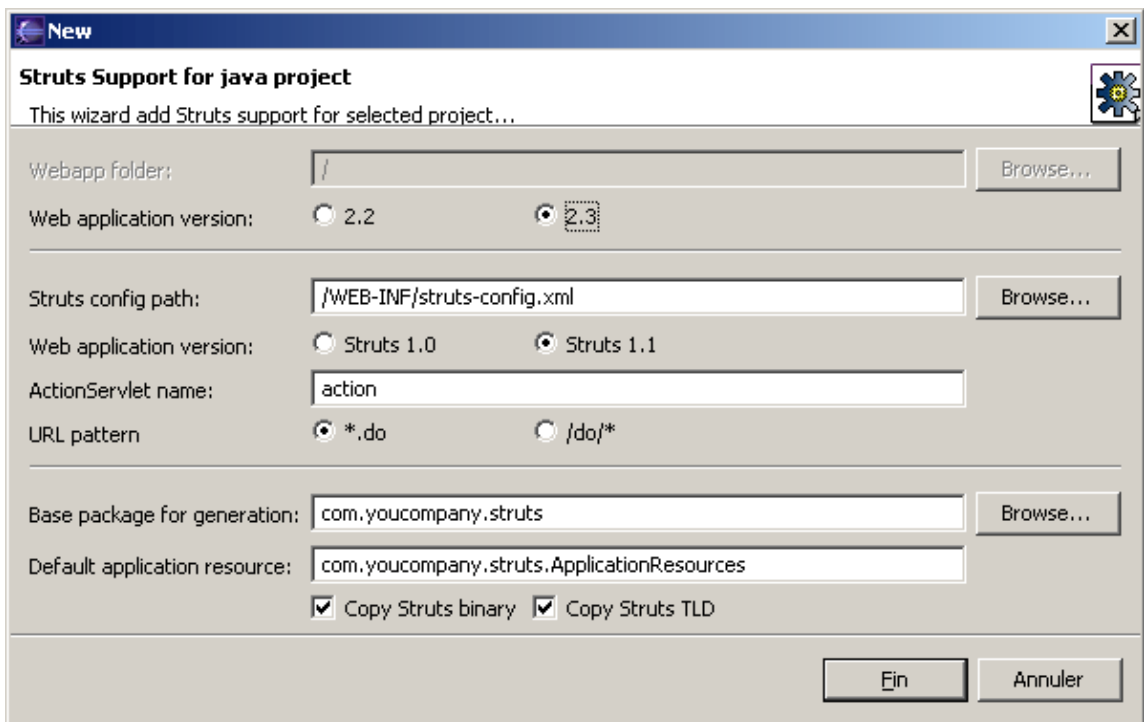 New
Struts Support for java project
This wizard add Struts support for selected project...
Webapp folder: / Browse...
Web application version: 2.2 2.3
Struts config path: /WEB-INF/struts-config.xml Browse...
Web application version: Struts 1.0 Struts 1.1
ActionServlet name: action
URL pattern *.do /do/*
Base package for generation: com.youcompany.struts Browse...
Default application resource: com.youcompany.struts.ApplicationResources
Copy Struts binary Copy Struts TLD
Fin Annuler